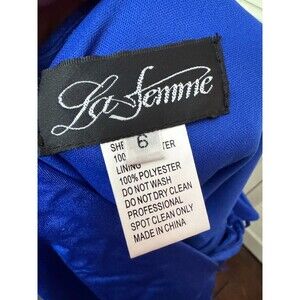 La Femme
6
100
LINING
100% POLYESTER
DO NOT WASH
DO NOT DRY CLEAN
PROFESSIONAL
SPOT CLEAN ONLY
MADE IN CHINA